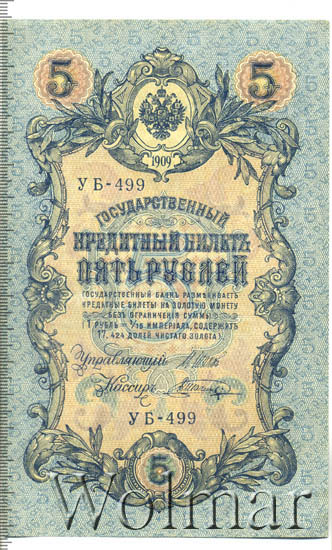 5 5
1909
УБ-499
ГОСУДАРСТВЕННЫЙ
КРЕДИТНЫЙ БИЛЕТЪ
ПЯТЬ РУБЛЕЙ
ГОСУДАРСТВЕННЫЙ БАНКЪ РАЗМѢНИВАЕТЪ
КРЕДИТНЫЕ БИЛЕТЫ НА ЗОЛОТУЮ МОНЕТУ
БЕЗЪ ОГРАНИЧЕНІЯ СУММЫ
(1 РУБЛЬ = 1/15 ИМПЕРІАЛА, СОДЕРЖИТЪ
17,424 ДОЛЕЙ ЧИСТАГО ЗОЛОТА).
Управляющій
Кассиръ
УБ-499
5
Wolmar